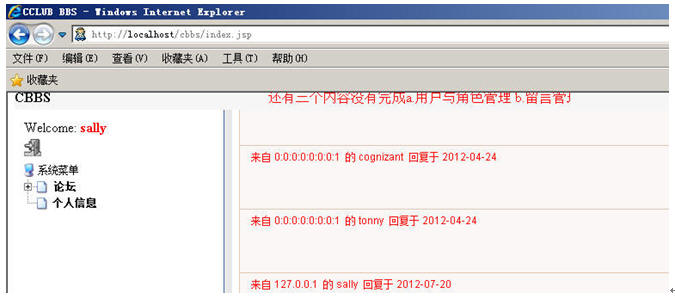 CCLUB BBS - Windows Internet Explorer
http://localhost/cbbs/index.jsp
文件(F) 编辑(E) 查看(V) 收藏夹(A) 工具(T) 帮助(H)
收藏夹
CBBS
还有三个内容没有完成a.用户与角色管理 b.留言管理
Welcome: sally
系统菜单
论坛
个人信息
来自 0:0:0:0:0:0:0:1 的 cognizant 回复于 2012-04-24
来自 0:0:0:0:0:0:0:1 的 tonny 回复于 2012-04-24
来自 127.0.0.1 的 sally 回复于 2012-07-20